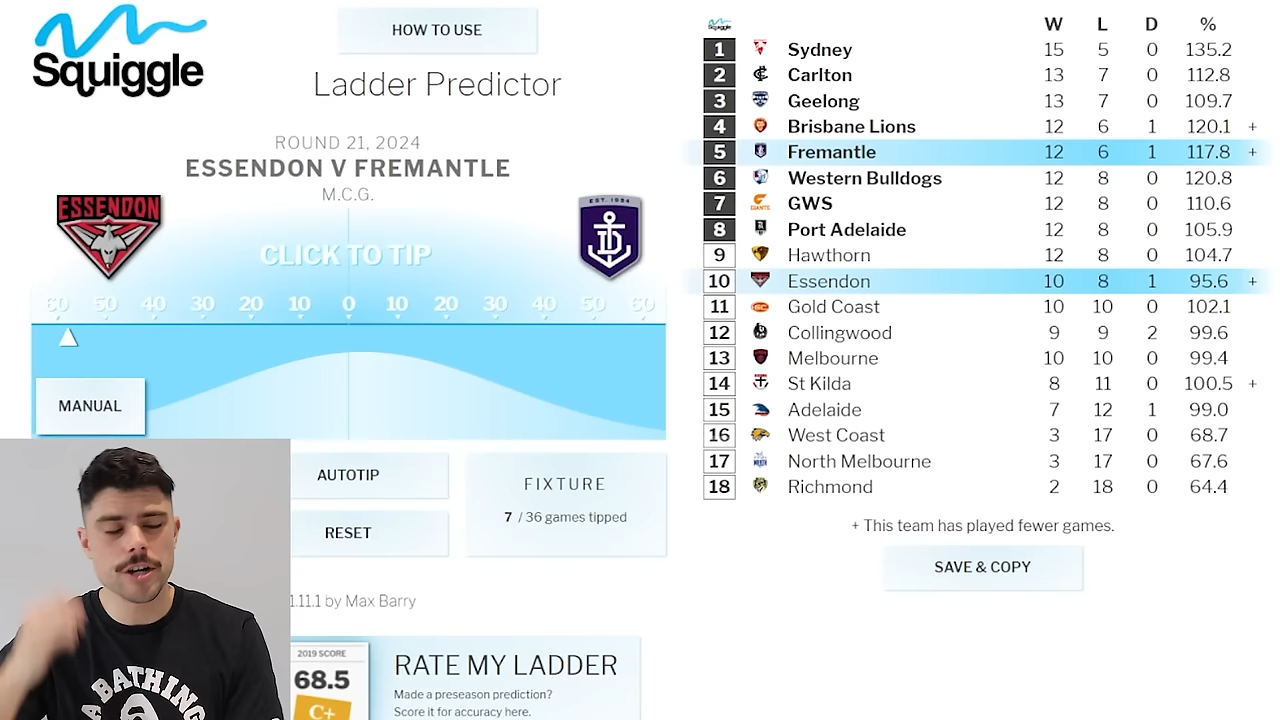 Squiggle
HOW TO USE
Ladder Predictor
ROUND 21, 2024
ESSENDON V FREMANTLE
M.C.G.
ESSENDON
EST. 1994
CLICK TO TIP
60 50 40 30 20 10 0 10 20 30 40 50 60
MANUAL
AUTOTIP
RESET
FIXTURE
7 / 36 games tipped
1.11.1 by Max Barry
2019 SCORE
68.5
C+
RATE MY LADDER
Made a preseason prediction?
Score it for accuracy here.
A BATHING
W L D %
1 Sydney 15 5 0 135.2
2 Carlton 13 7 0 112.8
3 Geelong 13 7 0 109.7
4 Brisbane Lions 12 6 1 120.1 +
5 Fremantle 12 6 1 117.8 +
6 Western Bulldogs 12 8 0 120.8
7 GWS 12 8 0 110.6
8 Port Adelaide 12 8 0 105.9
9 Hawthorn 12 8 0 104.7
10 Essendon 10 8 1 95.6 +
11 Gold Coast 10 10 0 102.1
12 Collingwood 9 9 2 99.6
13 Melbourne 10 10 0 99.4
14 St Kilda 8 11 0 100.5 +
15 Adelaide 7 12 1 99.0
16 West Coast 3 17 0 68.7
17 North Melbourne 3 17 0 67.6
18 Richmond 2 18 0 64.4
+ This team has played fewer games.
SAVE & COPY